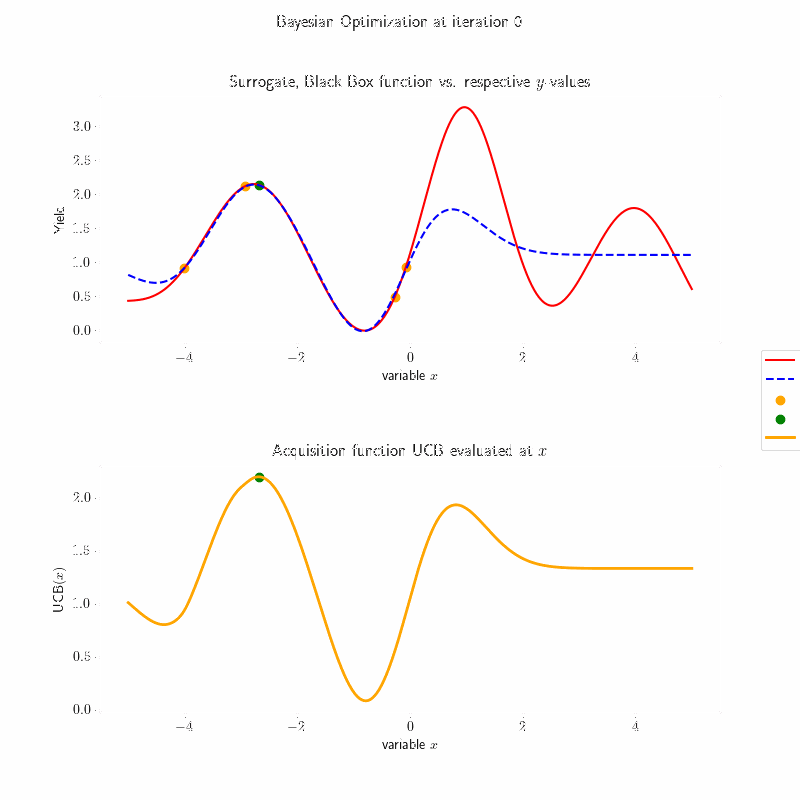 Bayesian Optimization at iteration 0
Surrogate, Black Box function vs. respective y-values
3.0
2.5
2.0
1.5
1.0
0.5
0.0
Yield
−4 −2 0 2 4
variable x
Acquisition function UCB evaluated at x
2.0
1.5
1.0
0.5
0.0
UCB(x)
−4 −2 0 2 4
variable x